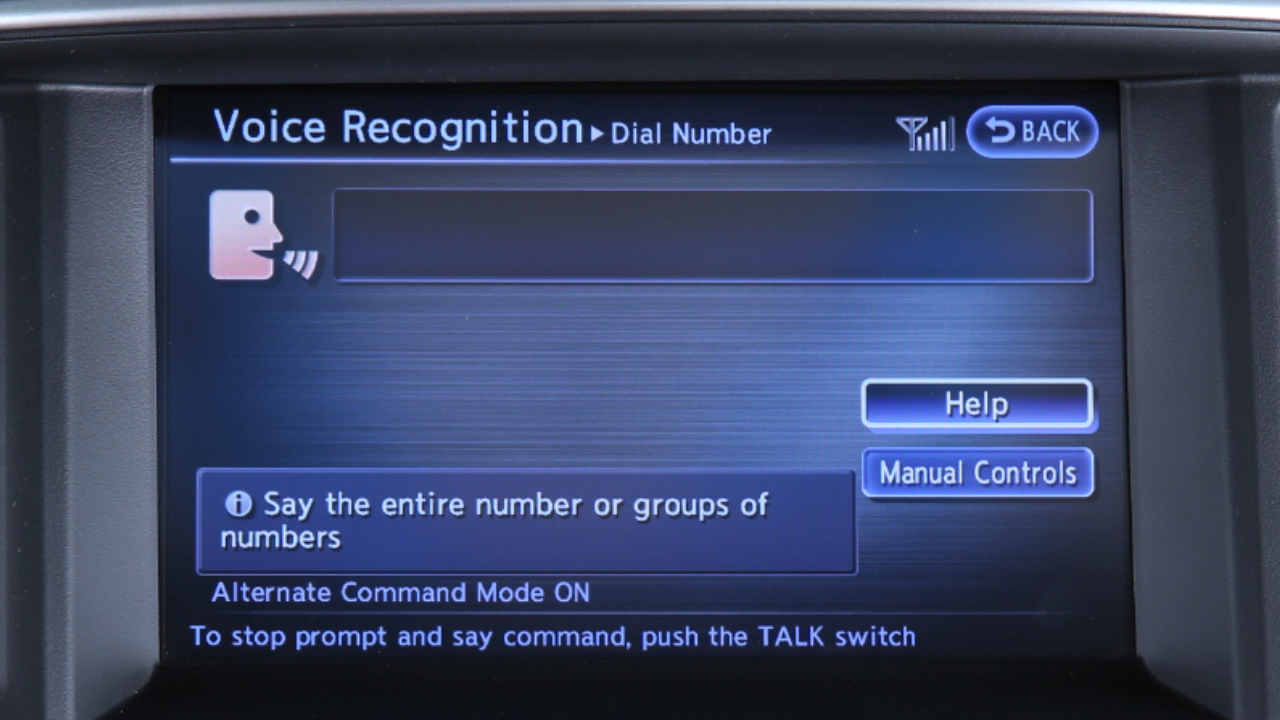 Voice Recognition ▸ Dial Number
BACK
Help
Manual Controls
Say the entire number or groups of
numbers
Alternate Command Mode ON
To stop prompt and say command, push the TALK switch